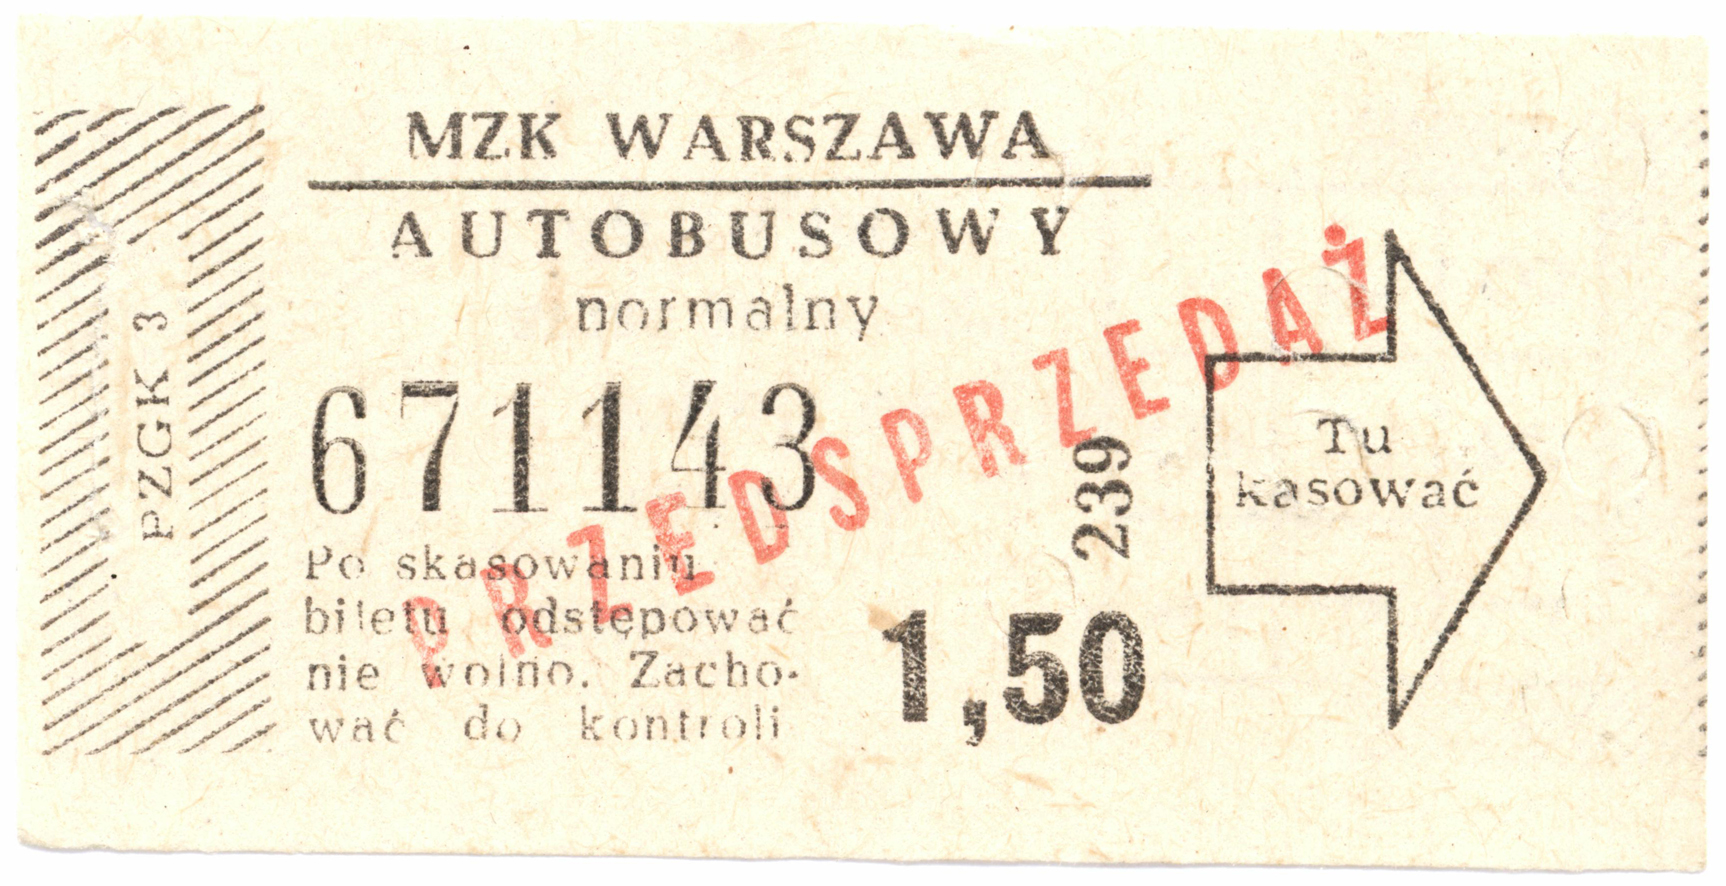 MZK WARSZAWA
AUTOBUSOWY
normalny
PZGK 3
671143
PRZEDSPRZEDAŻ
239
Tu
kasować
Po skasowaniu
biletu odstępować
nie wolno. Zacho-
wać do kontroli
1,50